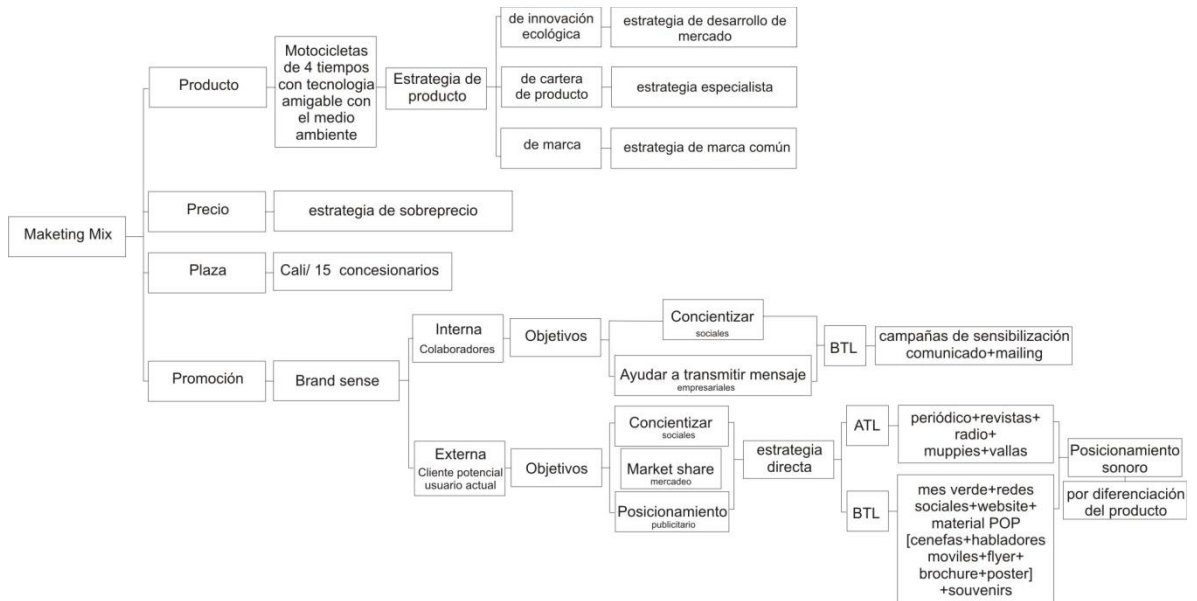 Maketing Mix
Producto
Motocicletas
de 4 tiempos
con tecnologia
amigable con
el medio
ambiente
Estrategia de
producto
de innovación
ecológica
estrategia de desarrollo de
mercado
de cartera
de producto
estrategia especialista
de marca
estrategia de marca común
Precio
estrategia de sobreprecio
Plaza
Cali/ 15 concesionarios
Promoción
Brand sense
Interna
Colaboradores
Objetivos
Concientizar
sociales
Ayudar a transmitir mensaje
empresariales
BTL
campañas de sensibilización
comunicado+mailing
Externa
Cliente potencial
usuario actual
Objetivos
Concientizar
sociales
Market share
mercadeo
Posicionamiento
publicitario
estrategia
directa
ATL
periódico+revistas+
radio+
muppies+vallas
BTL
mes verde+redes
sociales+website+
material POP
[cenefas+habladores
moviles+flyer+
brochure+poster]
+souvenirs
Posicionamiento
sonoro
por diferenciación
del producto